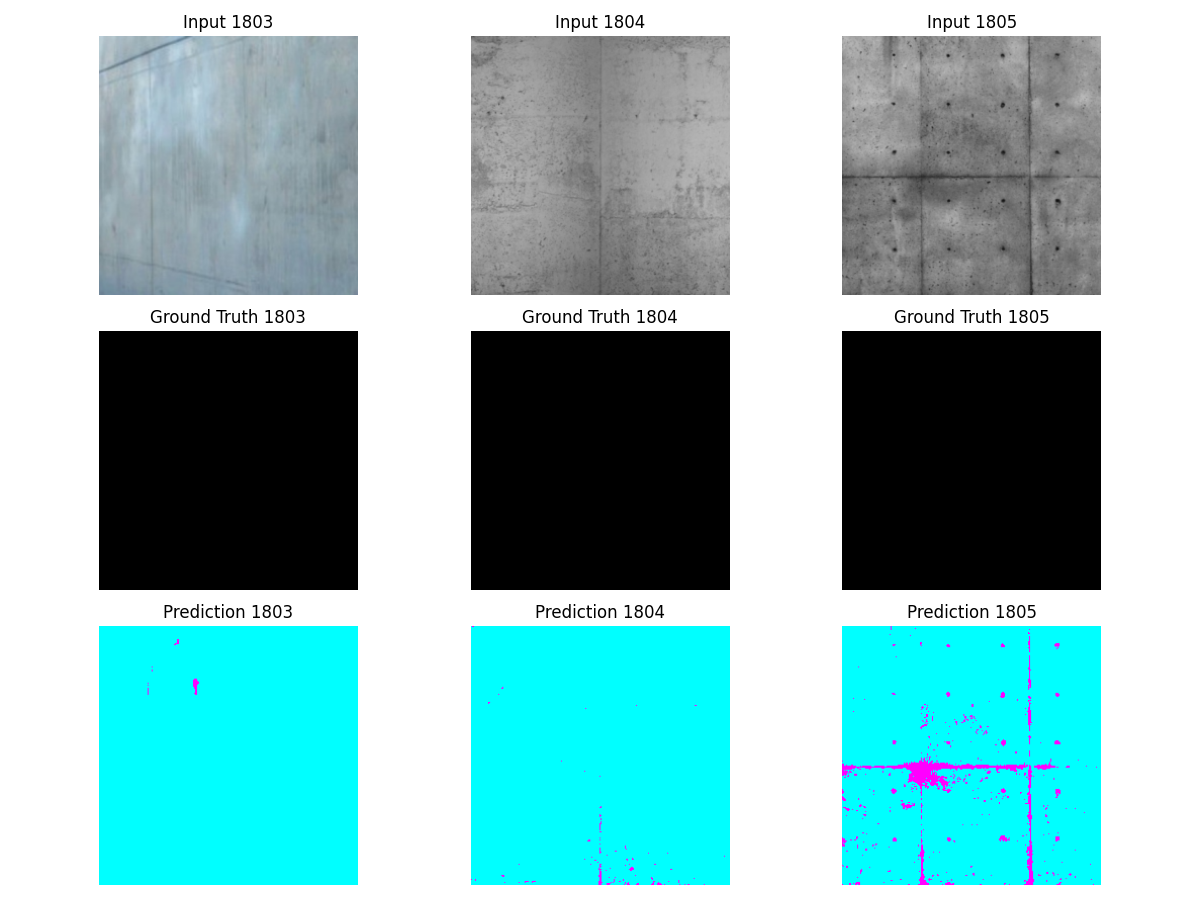 Input 1803
Input 1804
Input 1805
Ground Truth 1803
Ground Truth 1804
Ground Truth 1805
Prediction 1803
Prediction 1804
Prediction 1805